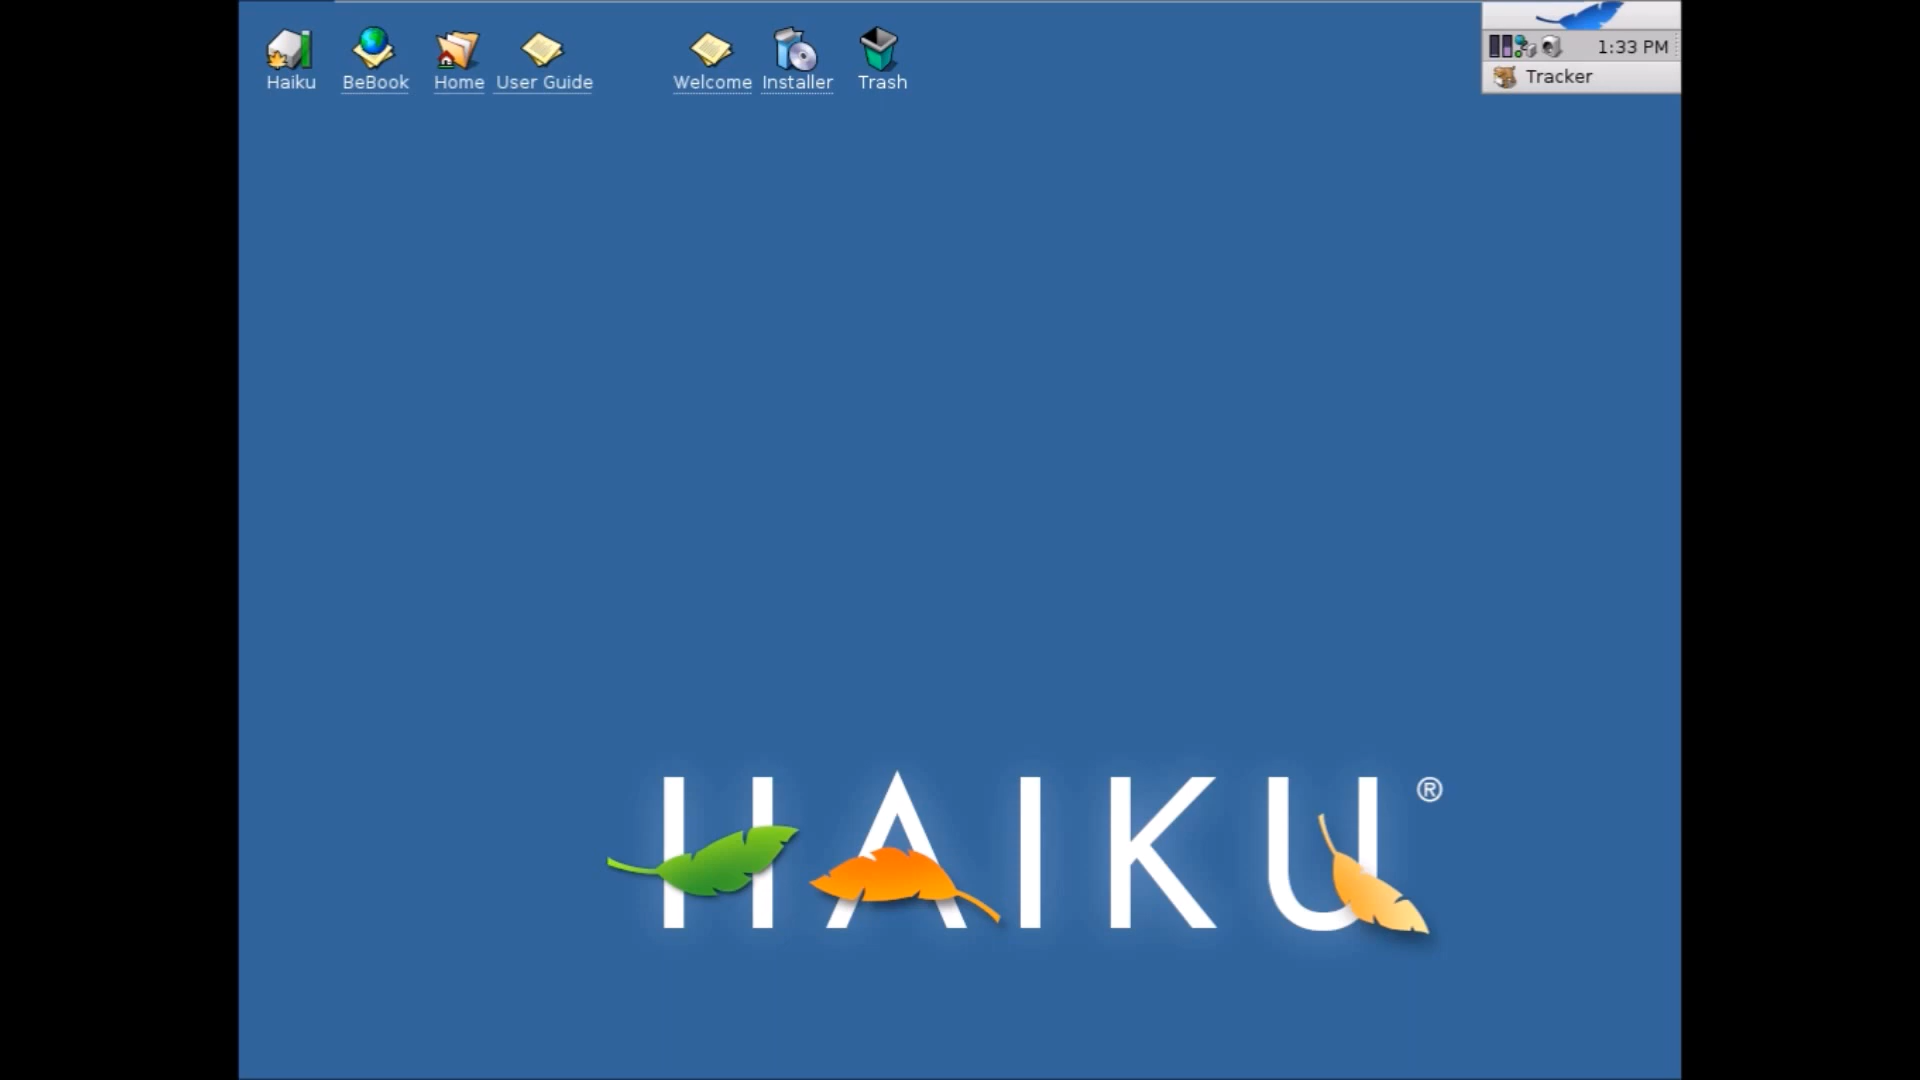 Haiku
BeBook
Home
User Guide
Welcome
Installer
Trash
1:33 PM
Tracker
HAIKU®